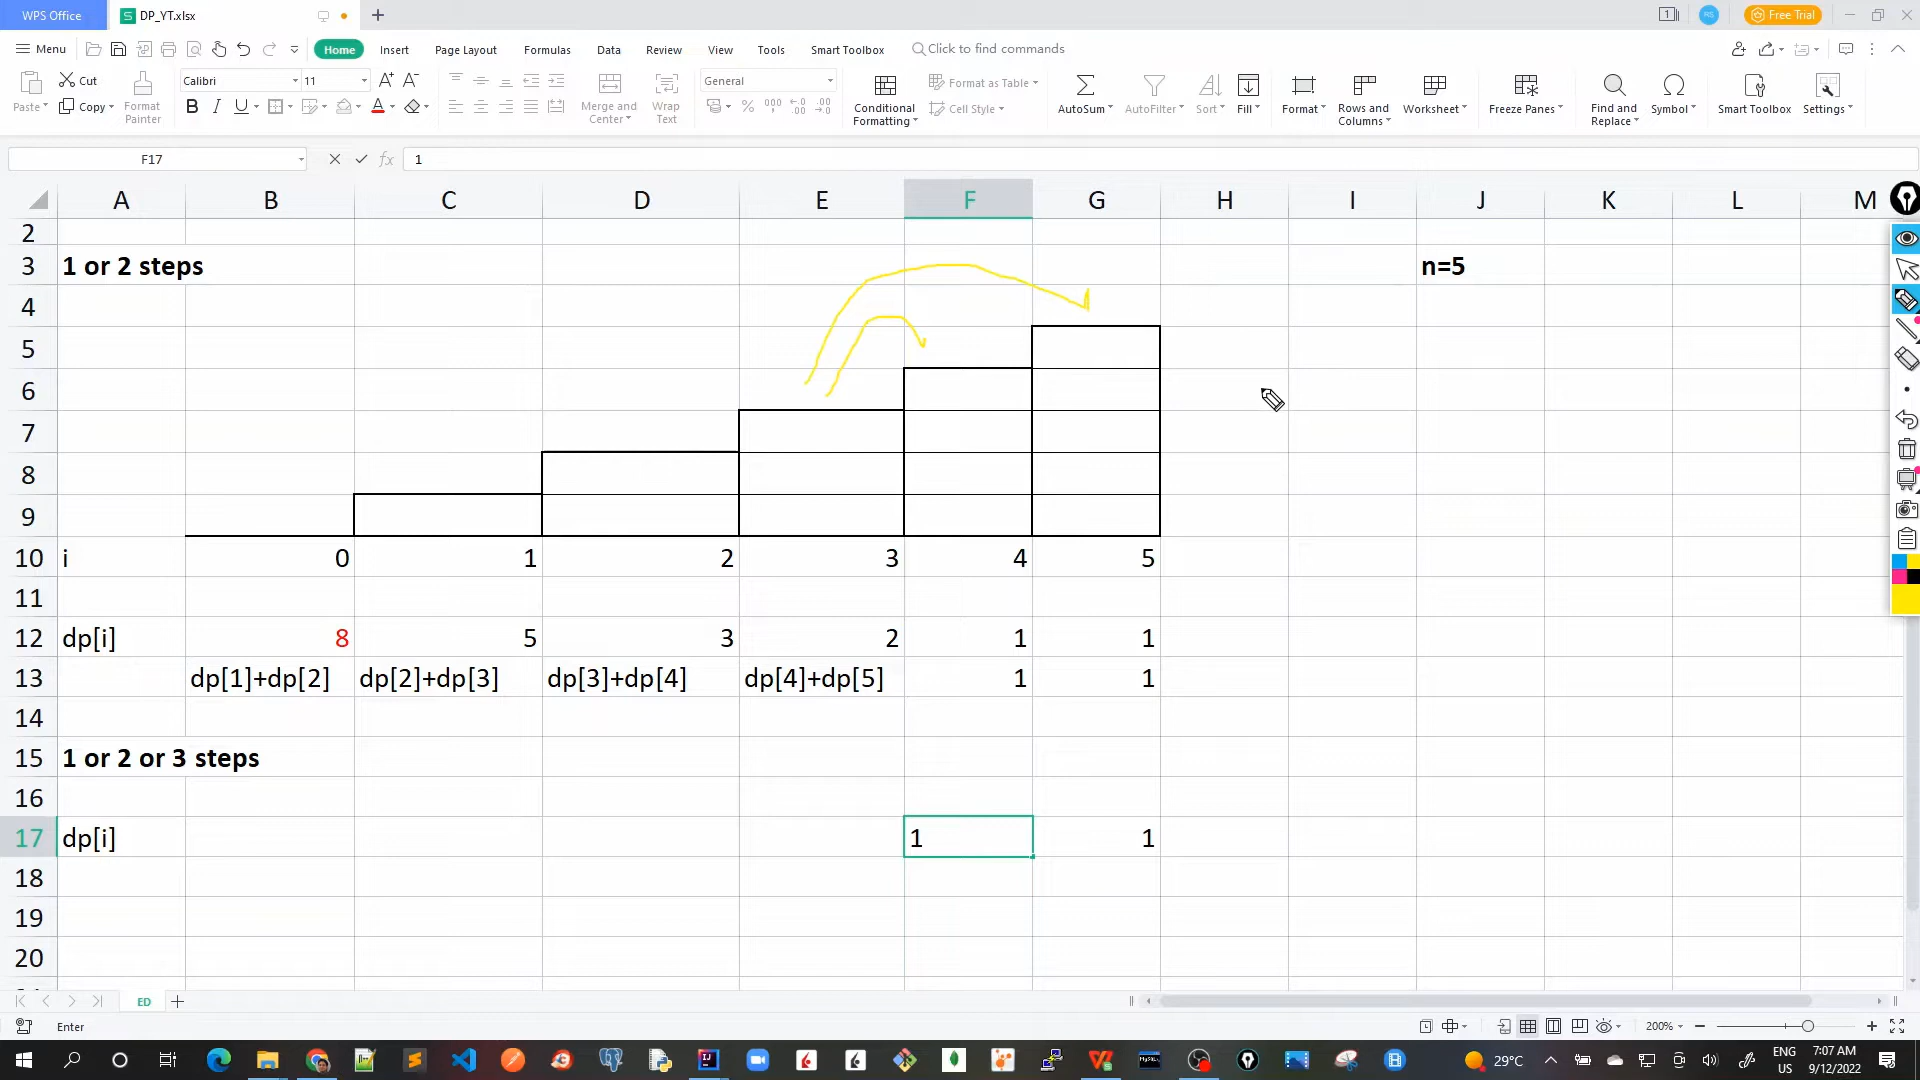 WPS Office DP_YT.xlsx Free Trial
Menu Home Insert Page Layout Formulas Data Review View Tools Smart Toolbox Click to find commands
Paste Cut Copy Format Painter Calibri 11 Merge and Center Wrap Text General Conditional Formatting Format as Table Cell Style AutoSum AutoFilter Sort Fill Format Rows and Columns Worksheet Freeze Panes Find and Replace Symbol Smart Toolbox Settings
F17 fx 1
A B C D E F G H I J K L M
2
3 1 or 2 steps n=5
4
5
6
7
8
9
10 i 0 1 2 3 4 5
11
12 dp[i] 8 5 3 2 1 1
13 dp[1]+dp[2] dp[2]+dp[3] dp[3]+dp[4] dp[4]+dp[5] 1 1
14
15 1 or 2 or 3 steps
16
17 dp[i] 1 1
18
19
20
ED
Enter 200%
29°C ENG US 7:07 AM 9/12/2022